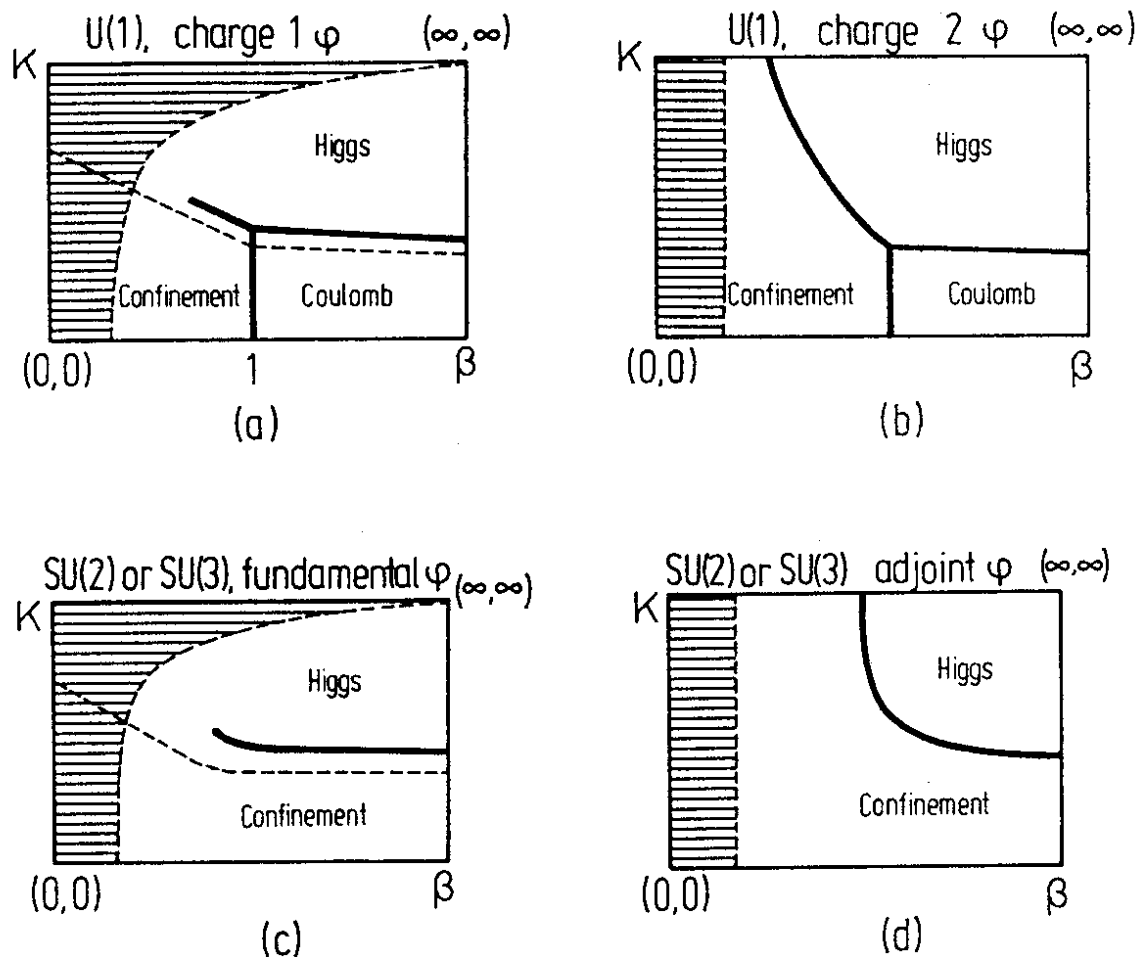 U(1), charge 1 φ (∞,∞)
K
Higgs
Confinement Coulomb
(0,0) 1 β
(a)
U(1), charge 2 φ (∞,∞)
K
Higgs
Confinement Coulomb
(0,0) β
(b)
SU(2) or SU(3), fundamental φ (∞,∞)
K
Higgs
Confinement
(0,0) β
(c)
SU(2) or SU(3) adjoint φ (∞,∞)
K
Higgs
Confinement
(0,0) β
(d)